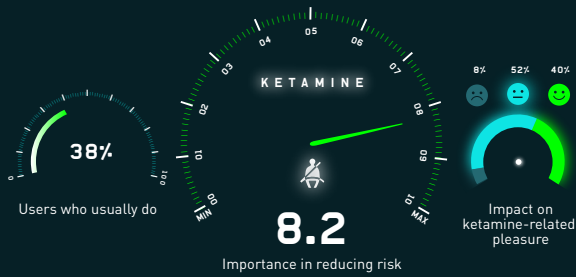 KETAMINE
MIN
00
01
02
03
04
05
06
07
08
09
10
MAX
8.2
Importance in reducing risk
0
38%
100
Users who usually do
8% 52% 40%
Impact on
ketamine-related
pleasure